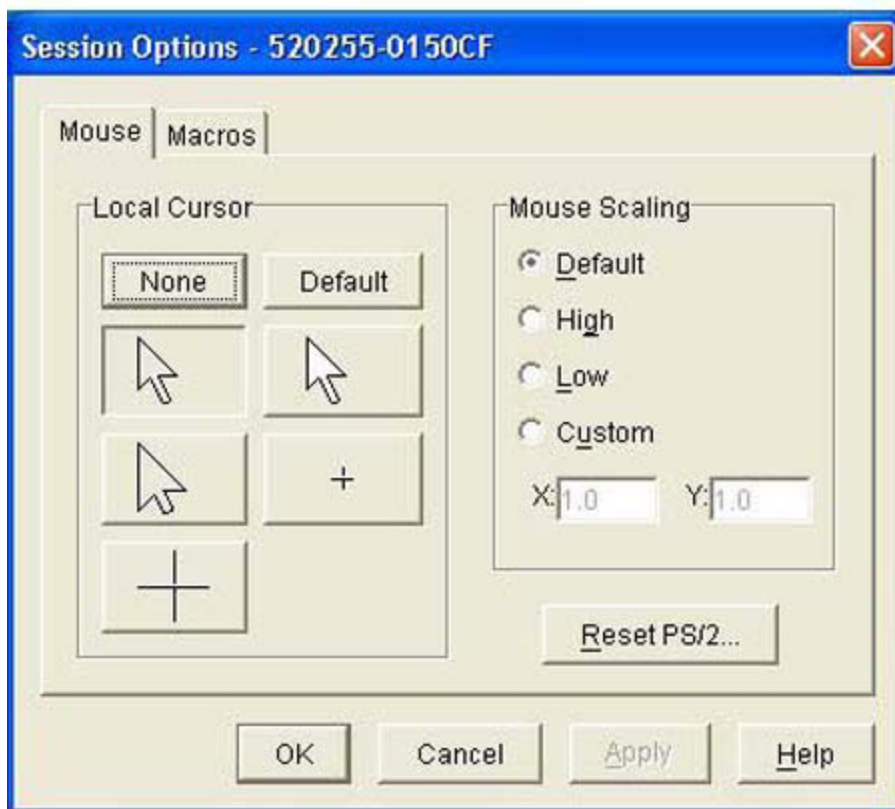 Session Options - 520255-0150CF
Mouse
Macros
Local Cursor
None
Default
Mouse Scaling
Default
High
Low
Custom
X: 1.0
Y: 1.0
Reset PS/2...
OK
Cancel
Apply
Help